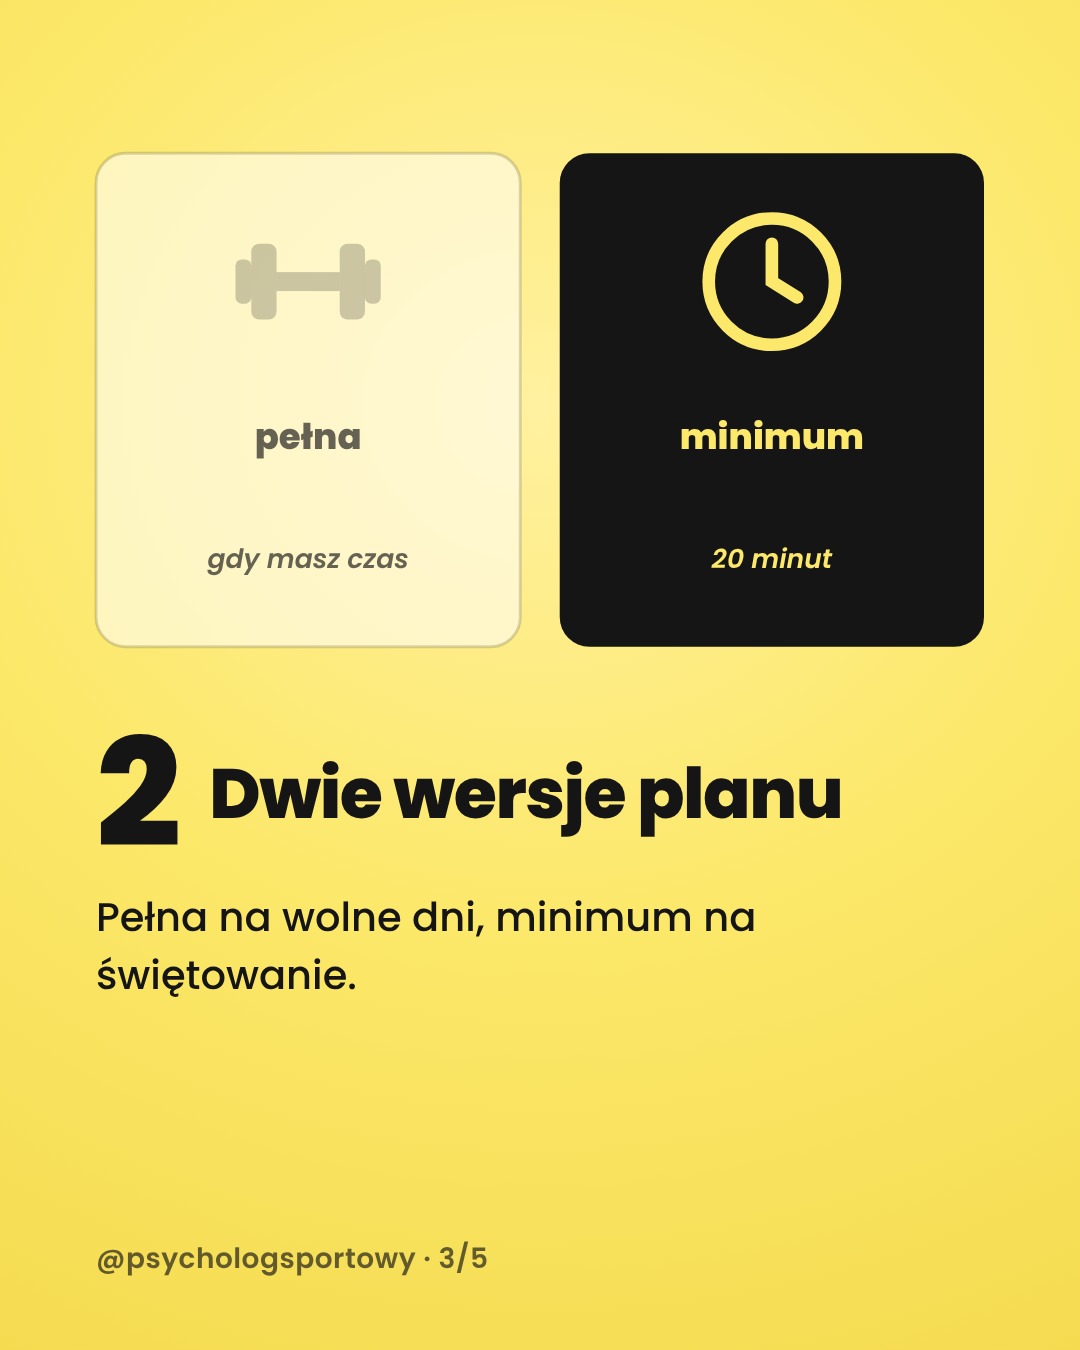 pełna
gdy masz czas
minimum
20 minut
2 Dwie wersje planu
Pełna na wolne dni, minimum na
świętowanie.
@psychologsportowy · 3/5